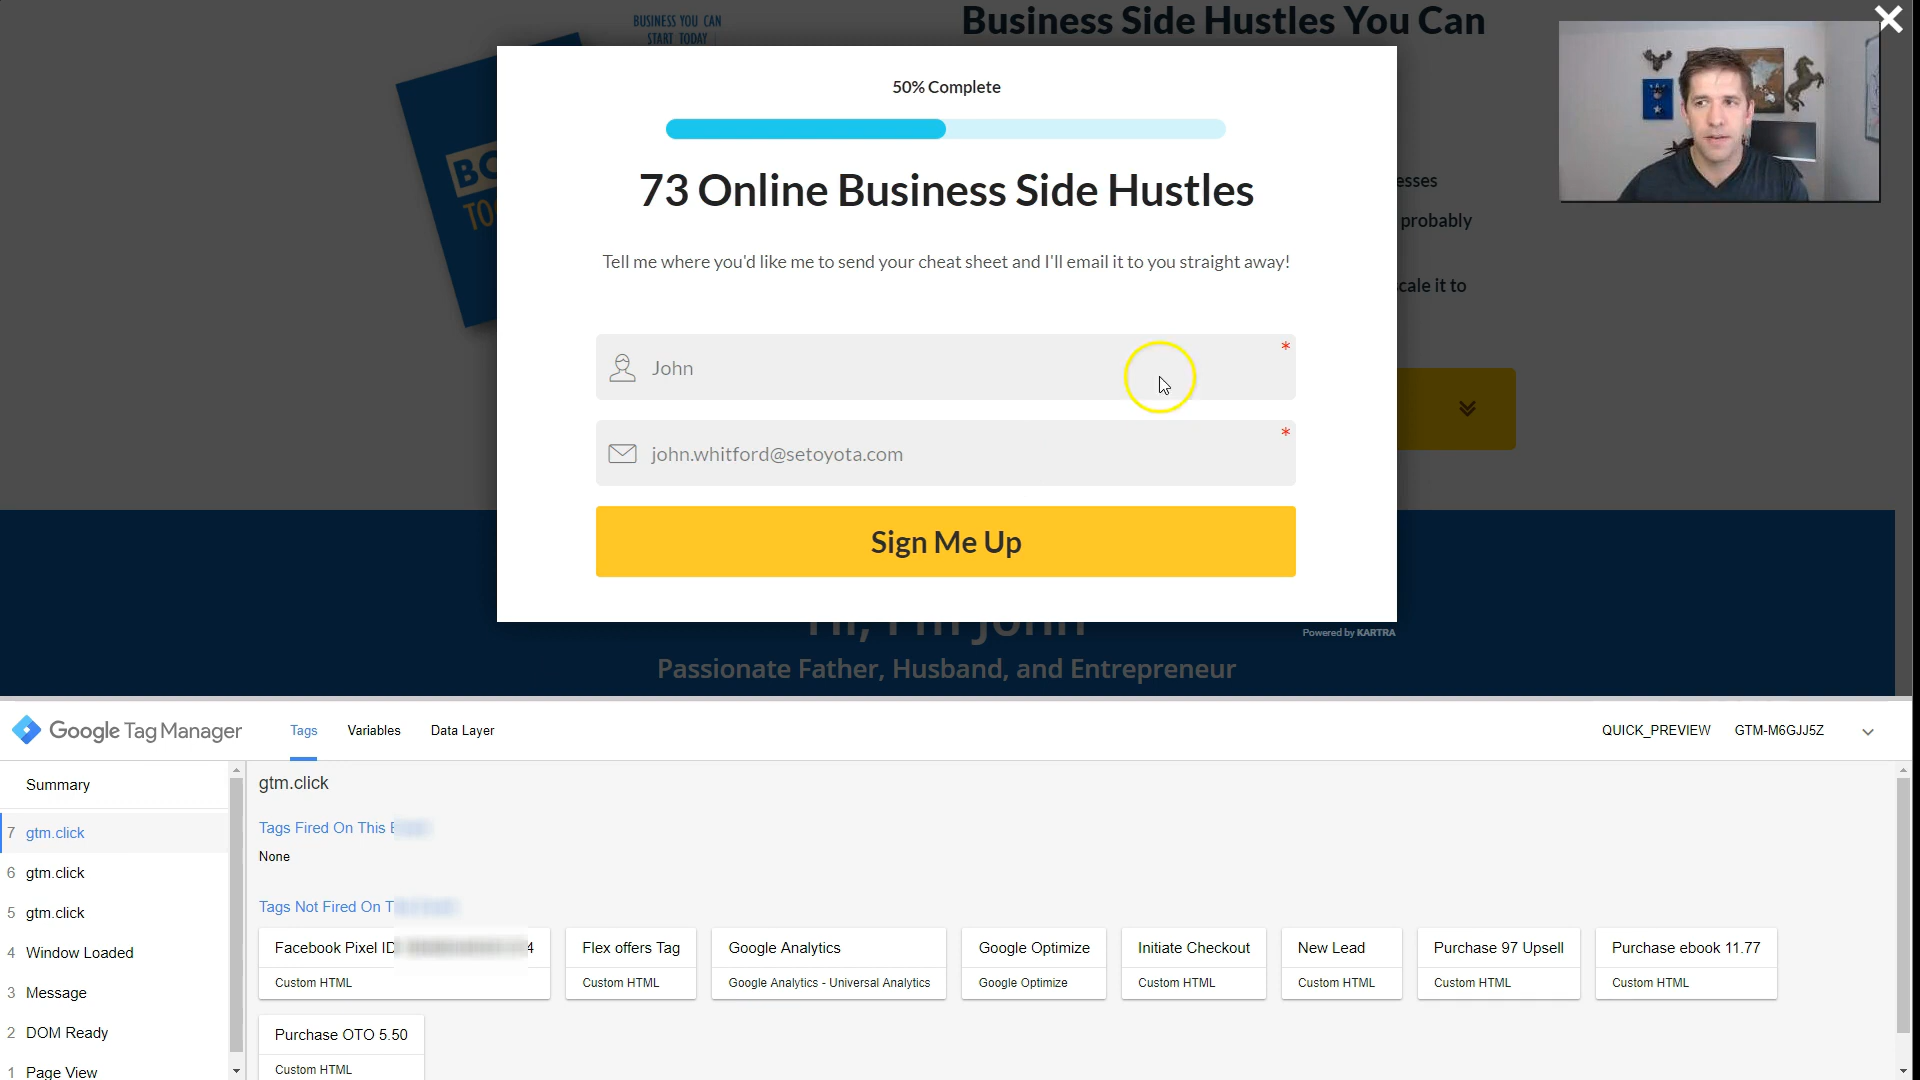 BUSINESS YOU CAN
START TODAY
Business Side Hustles You Can
50% Complete
73 Online Business Side Hustles
Tell me where you'd like me to send your cheat sheet and I'll email it to you straight away!
esses
probably
cale it to
John
*
john.whitford@setoyota.com
*
Sign Me Up
Hi, I'm John
Powered by KARTRA
Passionate Father, Husband, and Entrepreneur
Google Tag Manager
Tags
Variables
Data Layer
QUICK_PREVIEW
GTM-M6GJJ5Z
Summary
7 gtm.click
6 gtm.click
5 gtm.click
4 Window Loaded
3 Message
2 DOM Ready
1 Page View
gtm.click
Tags Fired On This
None
Tags Not Fired On T
Facebook Pixel ID 4
Custom HTML
Flex offers Tag
Custom HTML
Google Analytics
Google Analytics - Universal Analytics
Google Optimize
Google Optimize
Initiate Checkout
Custom HTML
New Lead
Custom HTML
Purchase 97 Upsell
Custom HTML
Purchase ebook 11.77
Custom HTML
Purchase OTO 5.50
Custom HTML